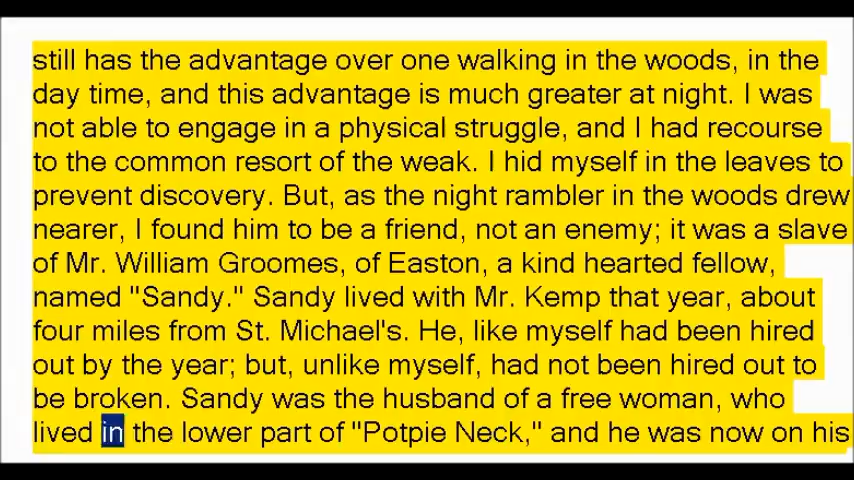 still has the advantage over one walking in the woods, in the
day time, and this advantage is much greater at night. I was
not able to engage in a physical struggle, and I had recourse
to the common resort of the weak. I hid myself in the leaves to
prevent discovery. But, as the night rambler in the woods drew
nearer, I found him to be a friend, not an enemy; it was a slave
of Mr. William Groomes, of Easton, a kind hearted fellow,
named "Sandy." Sandy lived with Mr. Kemp that year, about
four miles from St. Michael's. He, like myself had been hired
out by the year; but, unlike myself, had not been hired out to
be broken. Sandy was the husband of a free woman, who
lived in the lower part of "Potpie Neck," and he was now on his